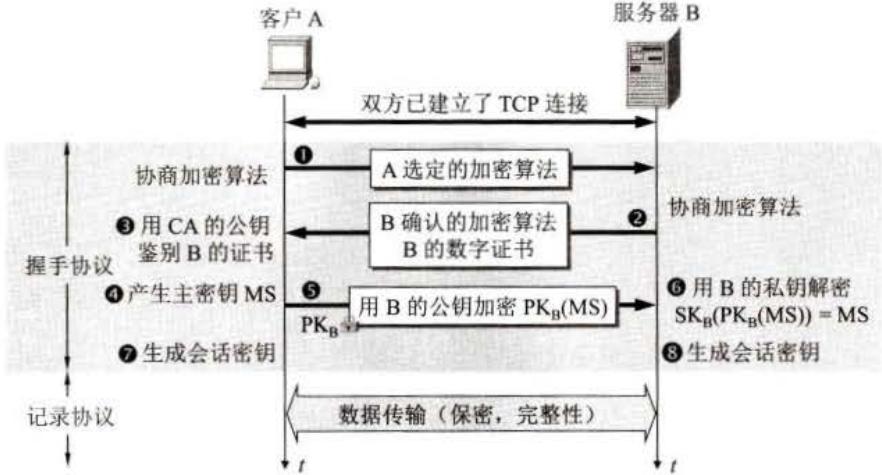 客户 A
服务器 B
双方已建立了 TCP 连接
❶
A 选定的加密算法
协商加密算法
❷
B 确认的加密算法
B 的数字证书
协商加密算法
❸ 用 CA 的公钥
鉴别 B 的证书
握手协议
❹ 产生主密钥 MS
❺
用 B 的公钥加密 PK_B(MS)
PK_B
❻ 用 B 的私钥解密
SK_B(PK_B(MS)) = MS
❼ 生成会话密钥
❽ 生成会话密钥
记录协议
数据传输（保密，完整性）
t
t